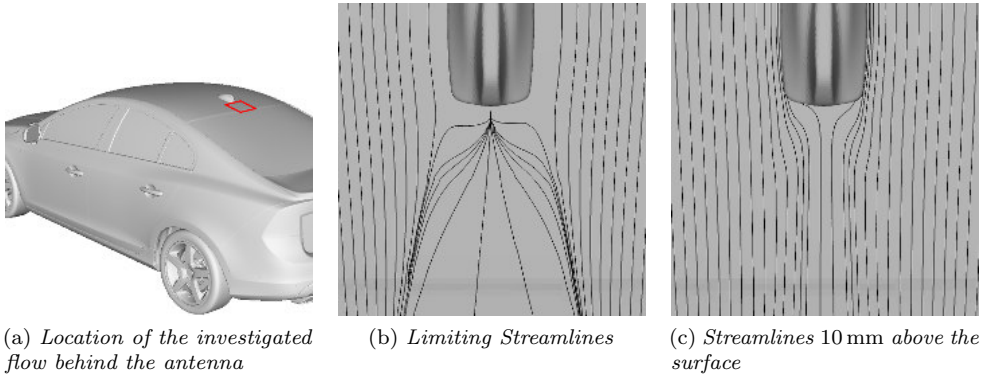 (a) Location of the investigated
flow behind the antenna
(b) Limiting Streamlines
(c) Streamlines 10 mm above the
surface